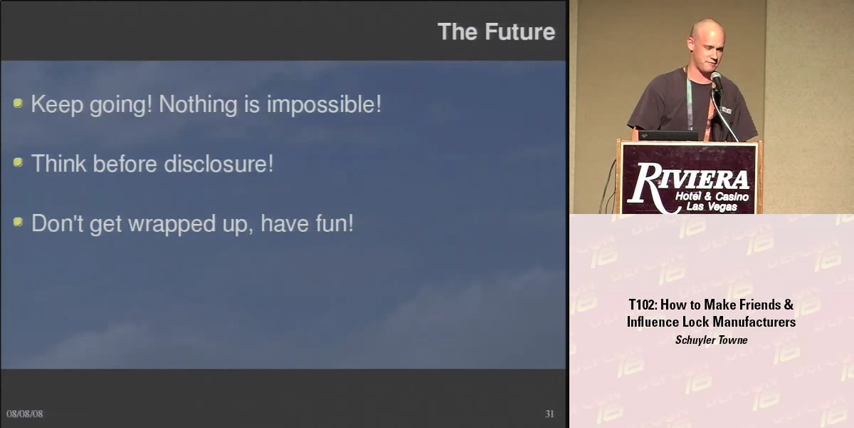 The Future
Keep going! Nothing is impossible!
Think before disclosure!
Don't get wrapped up, have fun!
08/08/08
31
RIVIERA
Hotel & Casino
Las Vegas
T102: How to Make Friends &
Influence Lock Manufacturers
Schuyler Towne